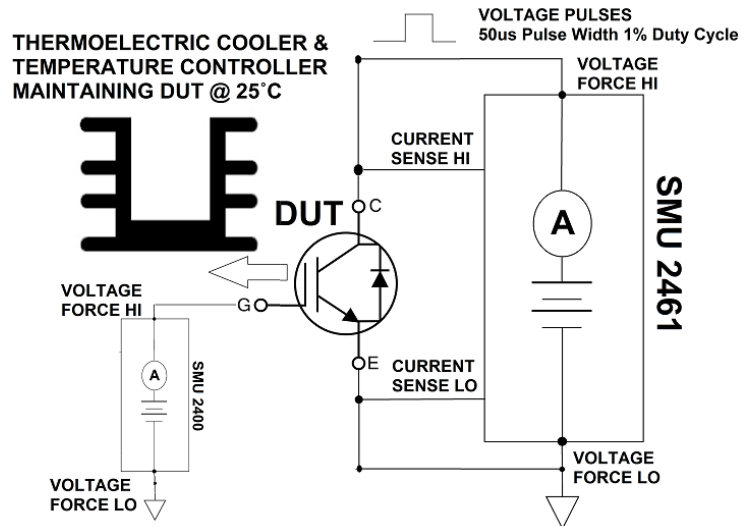 VOLTAGE PULSES
50us Pulse Width 1% Duty Cycle
THERMOELECTRIC COOLER &
TEMPERATURE CONTROLLER
MAINTAINING DUT @ 25˚C
VOLTAGE
FORCE HI
CURRENT
SENSE HI
SMU 2461
A
DUT
C
VOLTAGE
FORCE HI
G
E
A
SMU 2400
CURRENT
SENSE LO
VOLTAGE
FORCE LO
VOLTAGE
FORCE LO